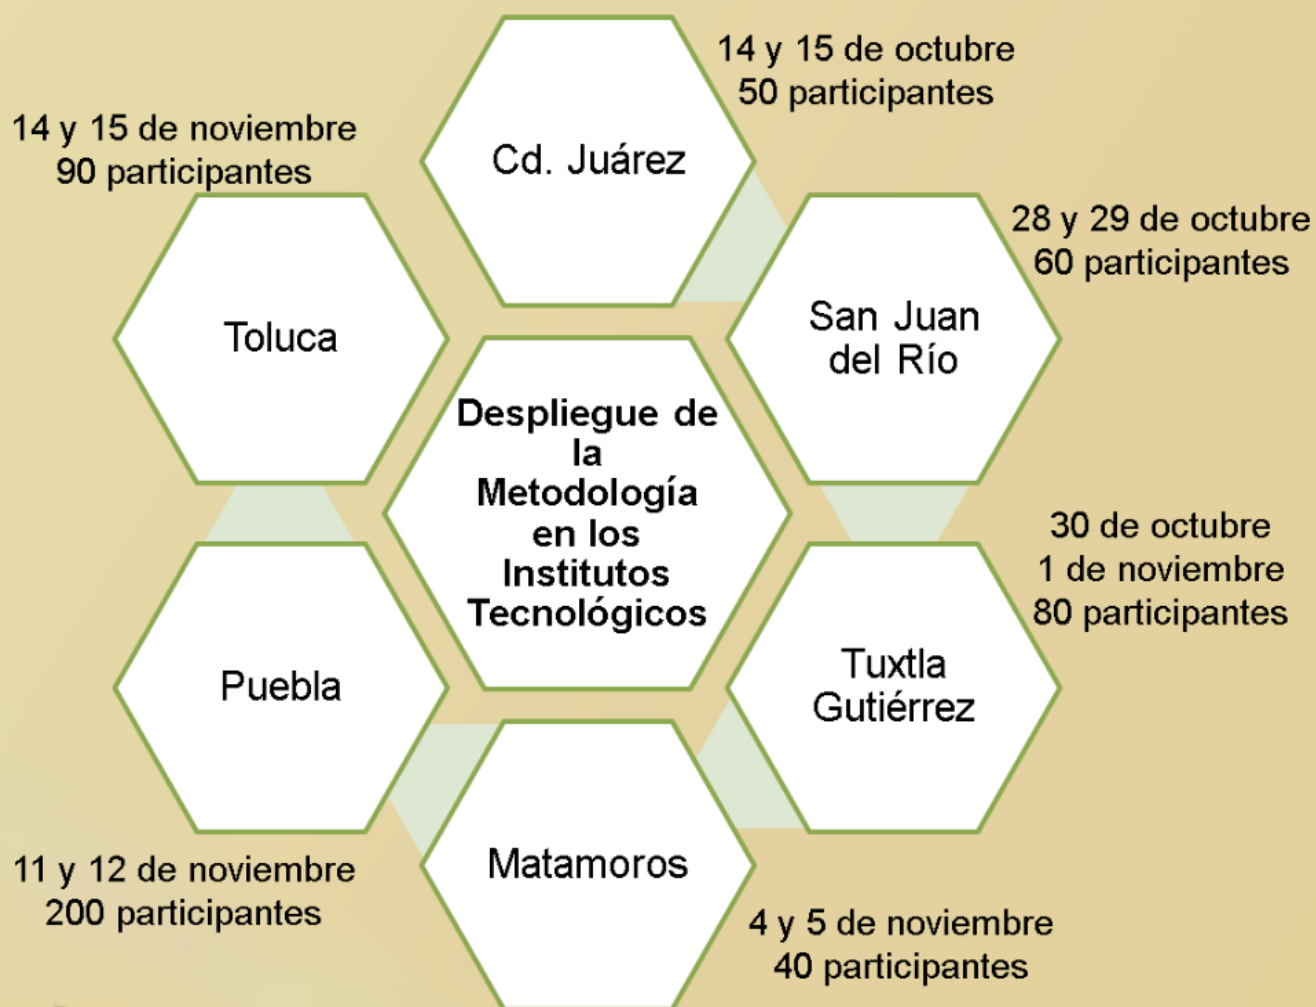 14 y 15 de octubre
50 participantes
Cd. Juárez
28 y 29 de octubre
60 participantes
San Juan
del Río
30 de octubre
1 de noviembre
80 participantes
Tuxtla
Gutiérrez
4 y 5 de noviembre
40 participantes
Matamoros
11 y 12 de noviembre
200 participantes
Puebla
14 y 15 de noviembre
90 participantes
Toluca
Despliegue de
la
Metodología
en los
Institutos
Tecnológicos